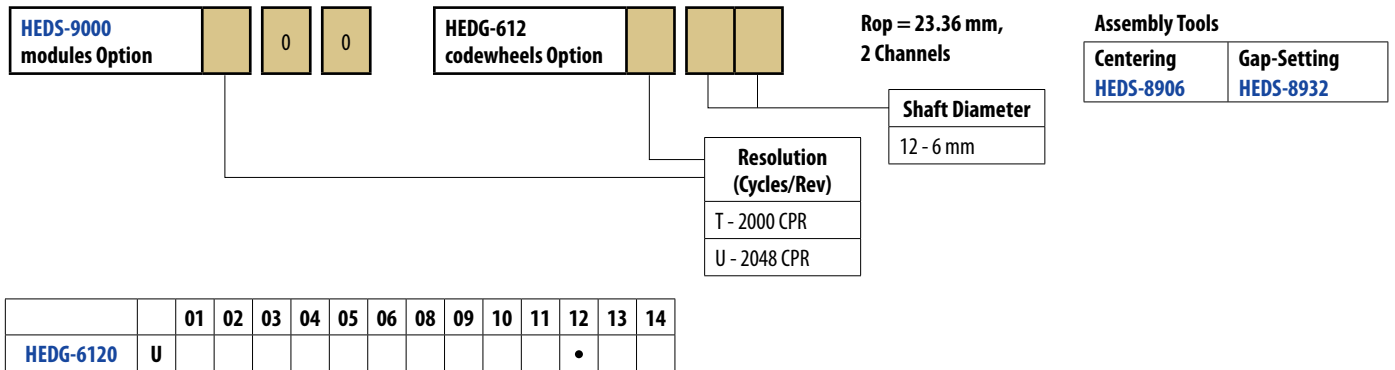 HEDS-9000
modules Option
0
0
HEDG-612
codewheels Option
Rop = 23.36 mm,
2 Channels
Assembly Tools
Centering Gap-Setting
HEDS-8906 HEDS-8932
Shaft Diameter
12 - 6 mm
Resolution
(Cycles/Rev)
T - 2000 CPR
U - 2048 CPR
01 02 03 04 05 06 08 09 10 11 12 13 14
HEDG-6120 U •